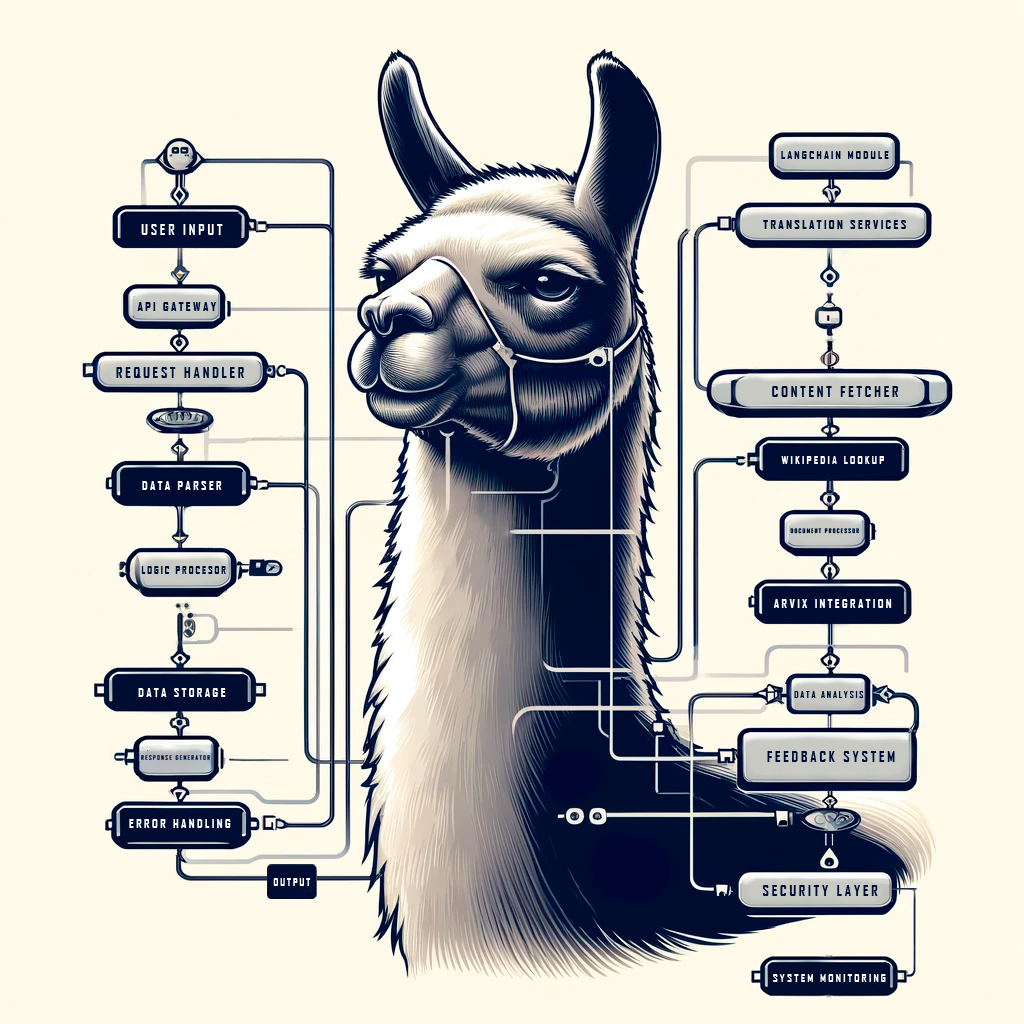 USER INPUT
API GATEWAY
REQUEST HANDLER
DATA PARSER
LOGIC PROCESOR
DATA STORAGE
RESPONSE GENERATOR
ERROR HANDLING
OUTPUT
LANGCHAIN MODULE
TRANSLATION SERVICES
CONTENT FETCHER
WIKIPEDIA LOOKUP
DOCUMENT PROCESSOR
ARVIX INTEGRATION
DATA ANALYSIS
FEEDBACK SYSTEM
SECURITY LAYER
SYSTEM MONITORING